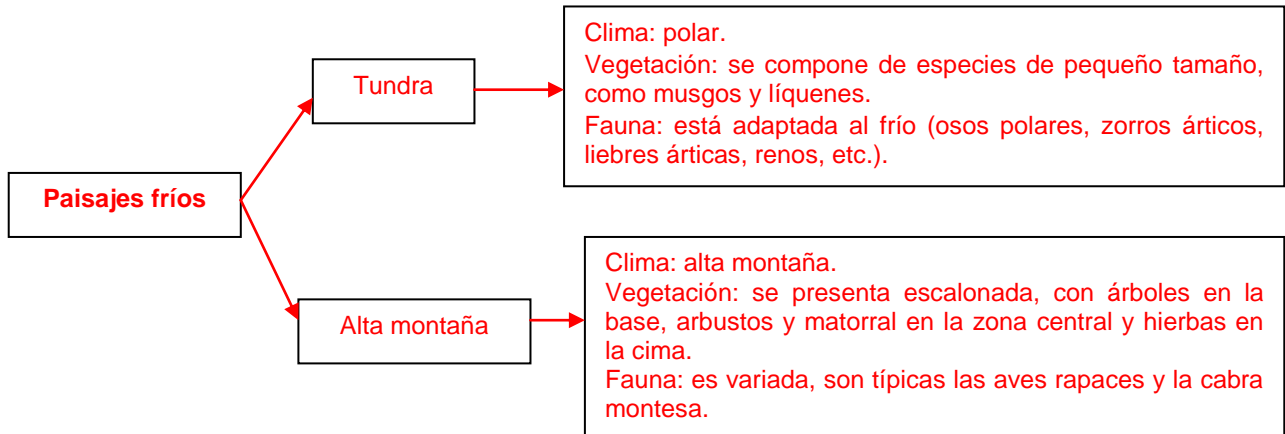 Paisajes fríos
Tundra
Clima: polar.
Vegetación: se compone de especies de pequeño tamaño,
como musgos y líquenes.
Fauna: está adaptada al frío (osos polares, zorros árticos,
liebres árticas, renos, etc.).
Alta montaña
Clima: alta montaña.
Vegetación: se presenta escalonada, con árboles en la
base, arbustos y matorral en la zona central y hierbas en
la cima.
Fauna: es variada, son típicas las aves rapaces y la cabra
montesa.